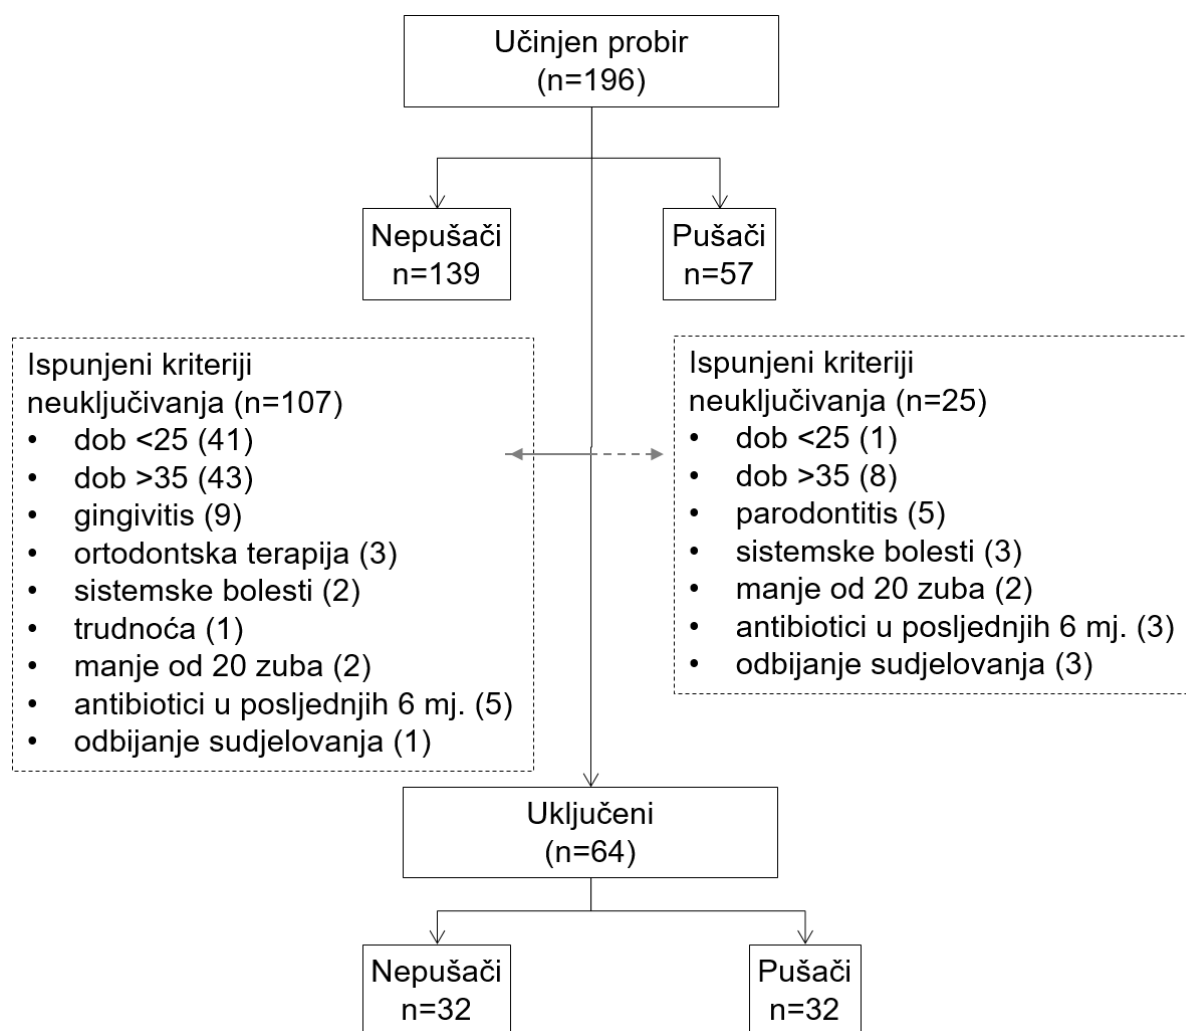 Učinjen probir
(n=196)
Nepušači
n=139
Pušači
n=57
Ispunjeni kriteriji
neuključivanja (n=107)
• dob <25 (41)
• dob >35 (43)
• gingivitis (9)
• ortodontska terapija (3)
• sistemske bolesti (2)
• trudnoća (1)
• manje od 20 zuba (2)
• antibiotici u posljednjih 6 mj. (5)
• odbijanje sudjelovanja (1)
Ispunjeni kriteriji
neuključivanja (n=25)
• dob <25 (1)
• dob >35 (8)
• parodontitis (5)
• sistemske bolesti (3)
• manje od 20 zuba (2)
• antibiotici u posljednjih 6 mj. (3)
• odbijanje sudjelovanja (3)
Uključeni
(n=64)
Nepušači
n=32
Pušači
n=32